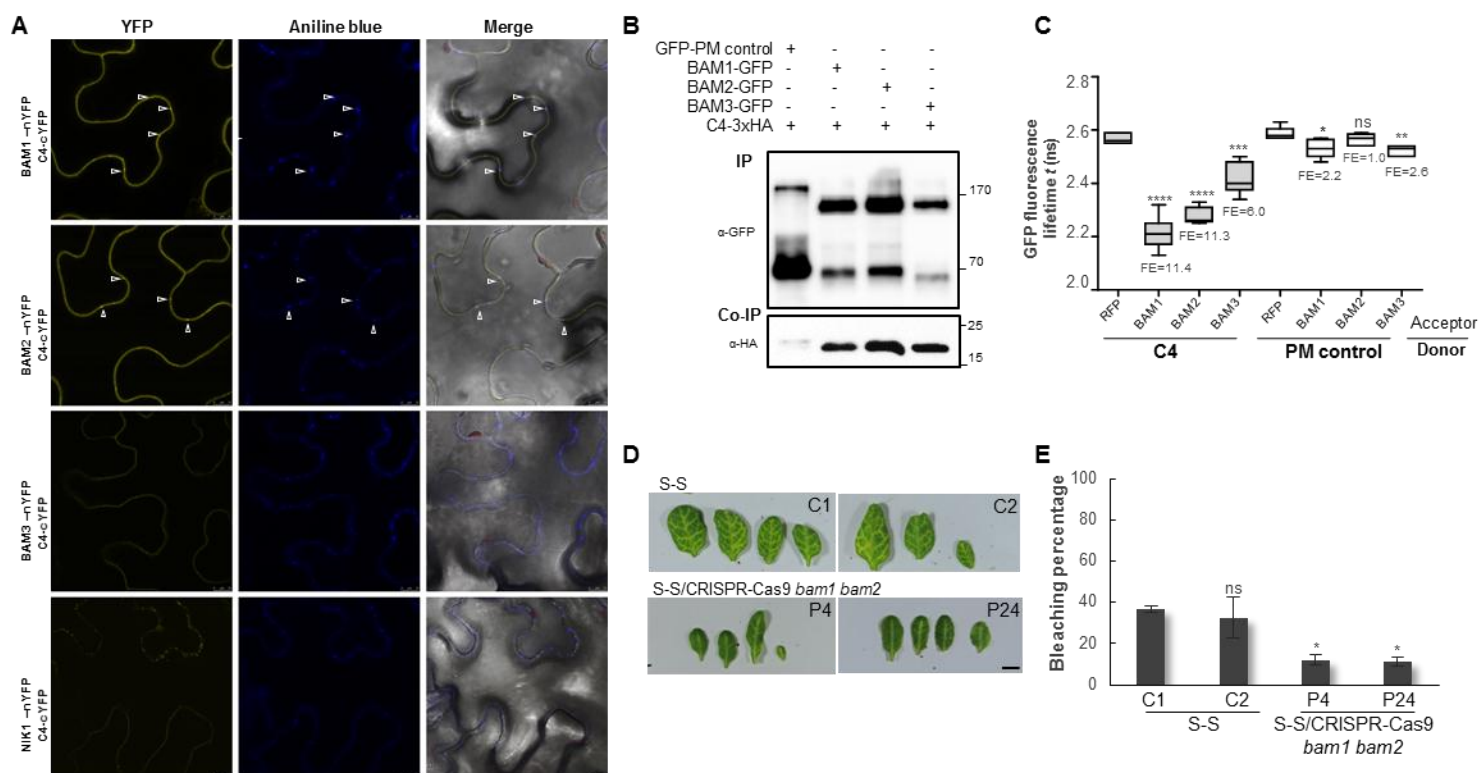 A
YFP
Aniline blue
Merge
BAM1 –nYFP
C4-cYFP
BAM2 –nYFP
C4-cYFP
BAM3 –nYFP
C4-cYFP
NIK1 –nYFP
C4-cYFP
B
GFP-PM control + - - -
BAM1-GFP - + - -
BAM2-GFP - - + -
BAM3-GFP - - - +
C4-3xHA + + + +
IP
α-GFP
170
70
Co-IP
α-HA
25
15
C
GFP fluorescence
lifetime t (ns)
2.8
2.6
2.4
2.2
2.0
****
FE=11.4
****
FE=11.3
***
FE=6.0
*
FE=2.2
ns
FE=1.0
**
FE=2.6
RFP BAM1 BAM2 BAM3 RFP BAM1 BAM2 BAM3 Acceptor
C4 PM control Donor
D
S-S
C1
C2
S-S/CRISPR-Cas9 bam1 bam2
P4
P24
E
Bleaching percentage
100
80
60
40
20
0
ns
*
*
C1 C2 P4 P24
S-S S-S/CRISPR-Cas9
bam1 bam2